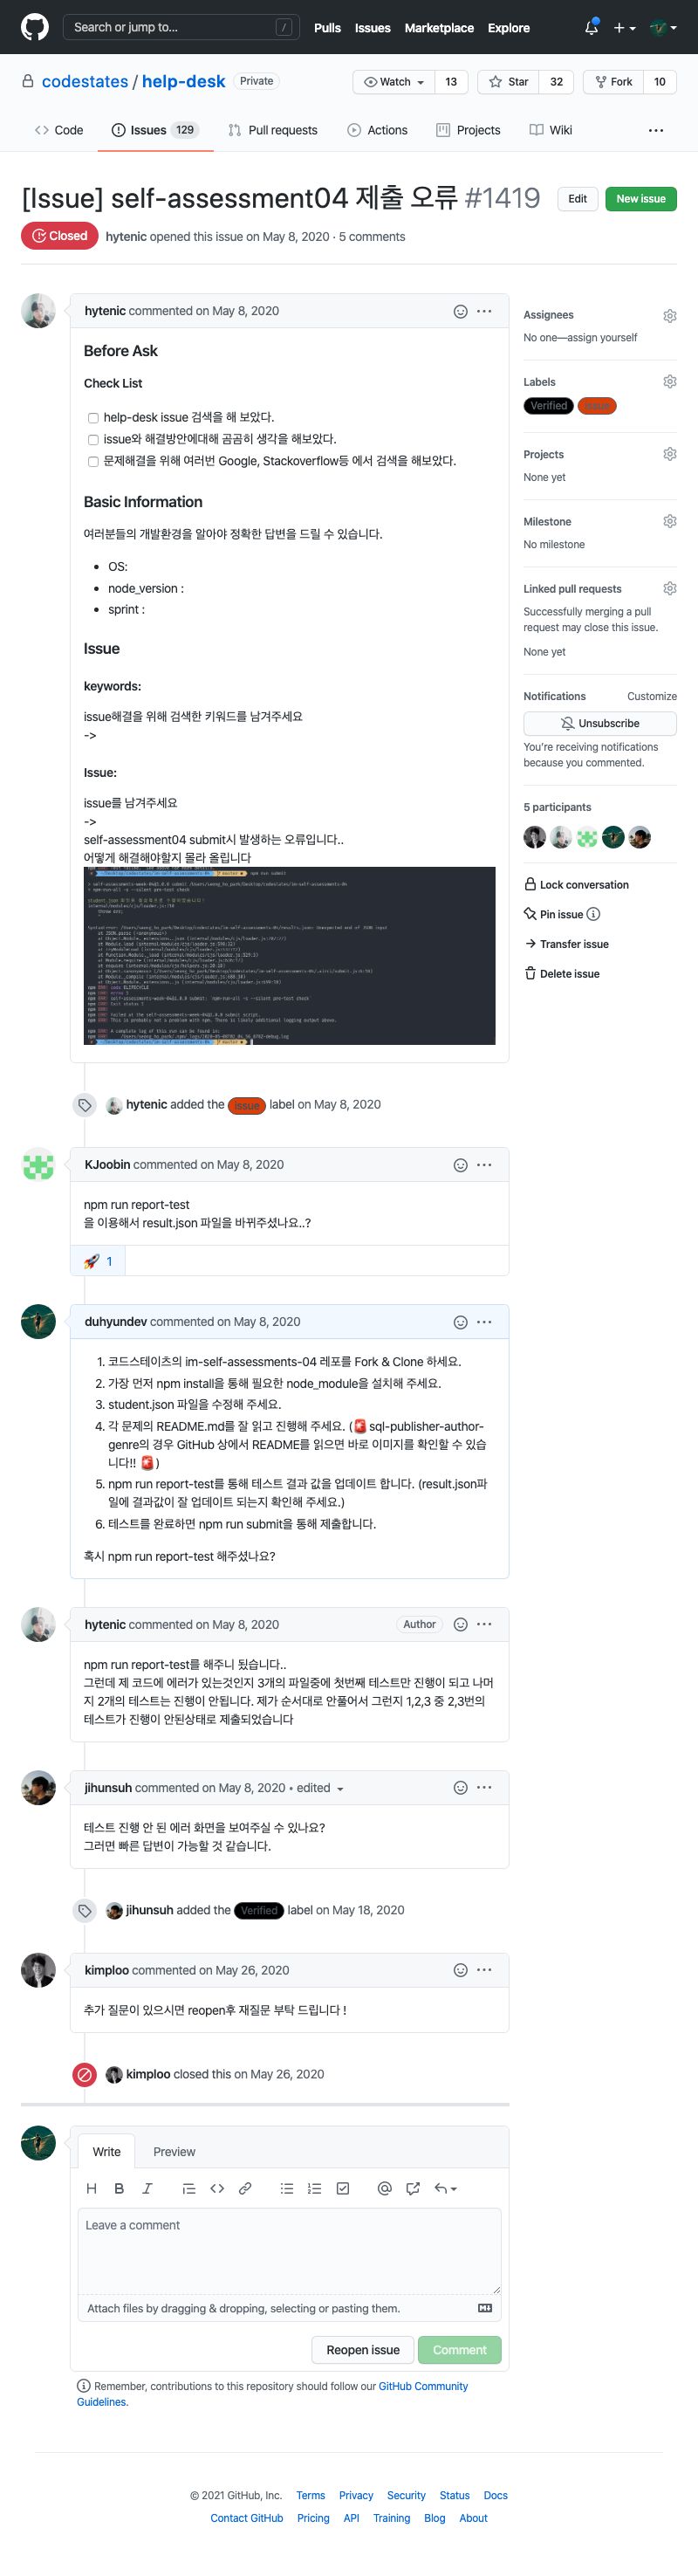 Search or jump to...
/
Pulls
Issues
Marketplace
Explore
codestates / help-desk
Private
Watch
13
Star
32
Fork
10
Code
Issues 129
Pull requests
Actions
Projects
Wiki
[Issue] self-assessment04 제출 오류 #1419
Edit
New issue
Closed
hytenic opened this issue on May 8, 2020 · 5 comments
hytenic commented on May 8, 2020
Before Ask
Check List
help-desk issue 검색을 해 보았다.
issue와 해결방안에대해 곰곰히 생각을 해보았다.
문제해결을 위해 여러번 Google, Stackoverflow등 에서 검색을 해보았다.
Basic Information
여러분들의 개발환경을 알아야 정확한 답변을 드릴 수 있습니다.
OS:
node_version :
sprint :
Issue
keywords:
issue해결을 위해 검색한 키워드를 남겨주세요
->
Issue:
issue를 남겨주세요
->
self-assessment04 submit시 발생하는 오류입니다..
어떻게 해결해야할지 몰라 올립니다
Assignees
No one—assign yourself
Labels
Verified
issue
Projects
None yet
Milestone
No milestone
Linked pull requests
Successfully merging a pull
request may close this issue.
None yet
Notifications
Customize
Unsubscribe
You're receiving notifications
because you commented.
5 participants
Lock conversation
Pin issue
Transfer issue
Delete issue
hytenic added the issue label on May 8, 2020
KJoobin commented on May 8, 2020
npm run report-test
을 이용해서 result.json 파일을 바뀌주셨나요..?
1
duhyundev commented on May 8, 2020
1. 코드스테이츠의 im-self-assessments-04 레포를 Fork & Clone 하세요.
2. 가장 먼저 npm install을 통해 필요한 node_module을 설치해 주세요.
3. student.json 파일을 수정해 주세요.
4. 각 문제의 README.md를 잘 읽고 진행해 주세요. (🚨sql-publisher-author-
genre의 경우 GitHub 상에서 README를 읽으면 바로 이미지를 확인할 수 있습
니다!! 🚨)
5. npm run report-test를 통해 테스트 결과 값을 업데이트 합니다. (result.json파
일에 결과값이 잘 업데이트 되는지 확인해 주세요.)
6. 테스트를 완료하면 npm run submit을 통해 제출합니다.
혹시 npm run report-test 해주셨나요?
hytenic commented on May 8, 2020
Author
npm run report-test를 해주니 됬습니다..
그런데 제 코드에 에러가 있는것인지 3개의 파일중에 첫번째 테스트만 진행이 되고 나머
지 2개의 테스트는 진행이 안됩니다. 제가 순서대로 안풀어서 그런지 1,2,3 중 2,3번의
테스트가 진행이 안된상태로 제출되었습니다
jihunsuh commented on May 8, 2020 • edited
테스트 진행 안 된 에러 화면을 보여주실 수 있나요?
그러면 빠른 답변이 가능할 것 같습니다.
jihunsuh added the Verified label on May 18, 2020
kimploo commented on May 26, 2020
추가 질문이 있으시면 reopen후 재질문 부탁 드립니다 !
kimploo closed this on May 26, 2020
Write
Preview
Leave a comment
Attach files by dragging & dropping, selecting or pasting them.
Reopen issue
Comment
Remember, contributions to this repository should follow our GitHub Community
Guidelines.
© 2021 GitHub, Inc.
Terms
Privacy
Security
Status
Docs
Contact GitHub
Pricing
API
Training
Blog
About